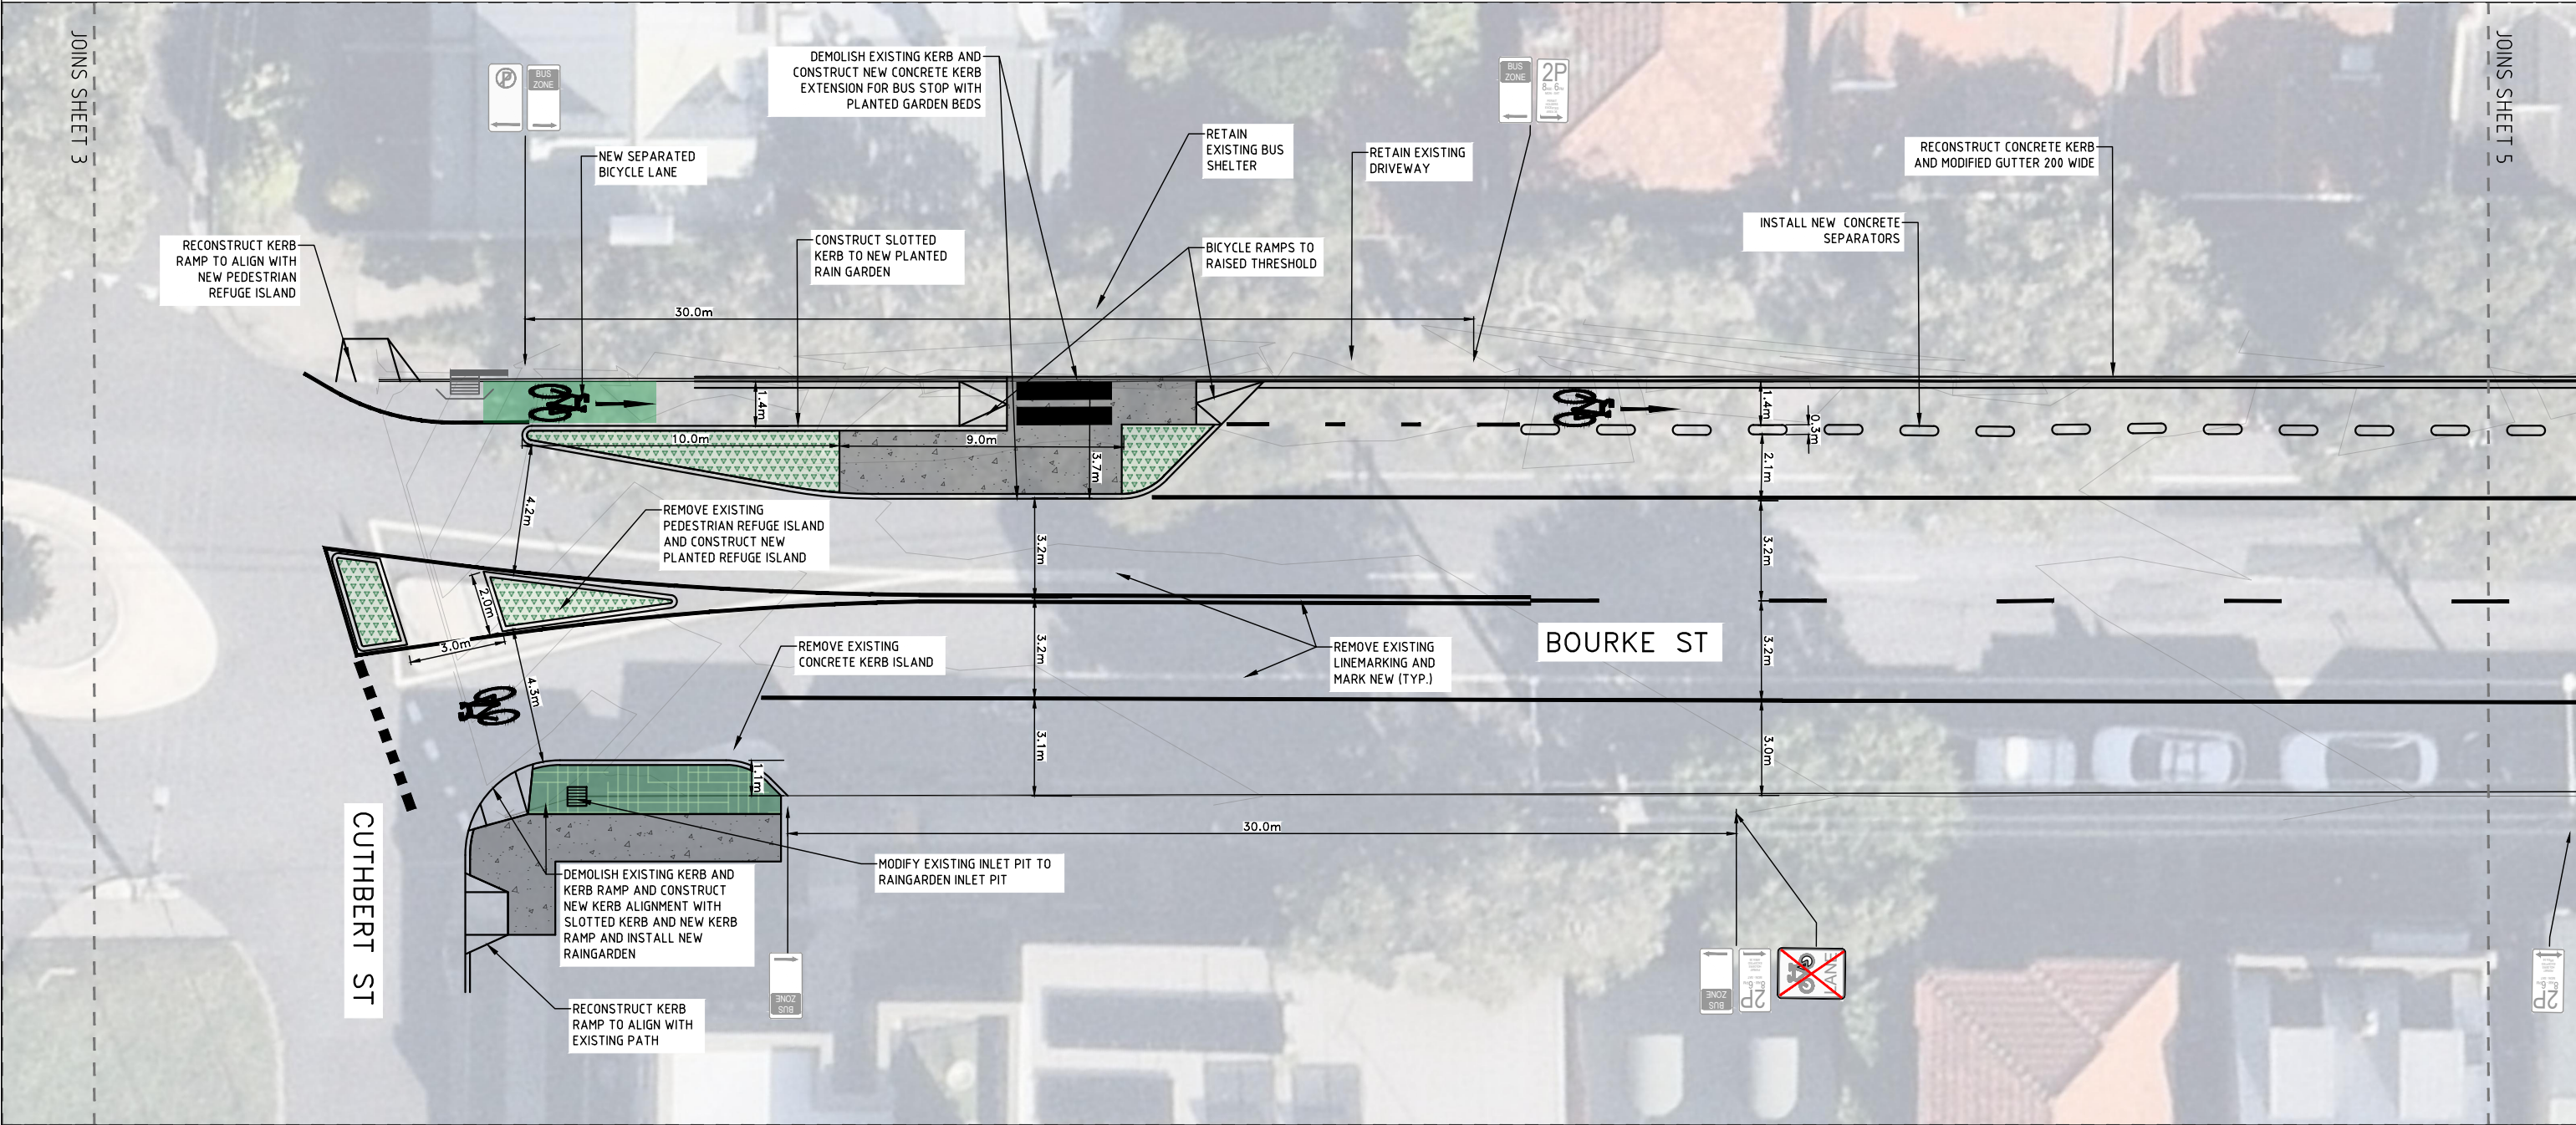 JOINS SHEET 3
JOINS SHEET 5
P
BUS
ZONE
DEMOLISH EXISTING KERB AND
CONSTRUCT NEW CONCRETE KERB
EXTENSION FOR BUS STOP WITH
PLANTED GARDEN BEDS
BUS
ZONE
2P
RETAIN
EXISTING BUS
SHELTER
NEW SEPARATED
BICYCLE LANE
RETAIN EXISTING
DRIVEWAY
RECONSTRUCT CONCRETE KERB
AND MODIFIED GUTTER 200 WIDE
INSTALL NEW CONCRETE
SEPARATORS
RECONSTRUCT KERB
RAMP TO ALIGN WITH
NEW PEDESTRIAN
REFUGE ISLAND
CONSTRUCT SLOTTED
KERB TO NEW PLANTED
RAIN GARDEN
BICYCLE RAMPS TO
RAISED THRESHOLD
30.0m
1.4m
1.4m
0.3m
10.0m
9.0m
3.7m
2.1m
4.2m
REMOVE EXISTING
PEDESTRIAN REFUGE ISLAND
AND CONSTRUCT NEW
PLANTED REFUGE ISLAND
3.2m
3.2m
2.0m
3.0m
REMOVE EXISTING
CONCRETE KERB ISLAND
3.2m
REMOVE EXISTING
LINEMARKING AND
MARK NEW (TYP.)
BOURKE ST
3.2m
4.3m
1.1m
3.1m
3.0m
30.0m
CUTHBERT ST
MODIFY EXISTING INLET PIT TO
RAINGARDEN INLET PIT
DEMOLISH EXISTING KERB AND
KERB RAMP AND CONSTRUCT
NEW KERB ALIGNMENT WITH
SLOTTED KERB AND NEW KERB
RAMP AND INSTALL NEW
RAINGARDEN
BUS
ZONE
BUS
ZONE
2P
LANE
2P
RECONSTRUCT KERB
RAMP TO ALIGN WITH
EXISTING PATH